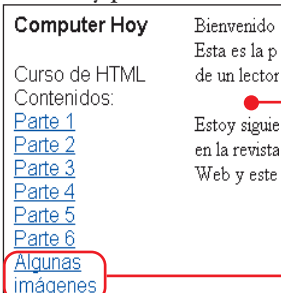 Computer Hoy
Curso de HTML
Contenidos:
Parte 1
Parte 2
Parte 3
Parte 4
Parte 5
Parte 6
Algunas
imágenes
Bienvenido
Esta es la p
de un lector
Estoy siguie
en la revista
Web y este